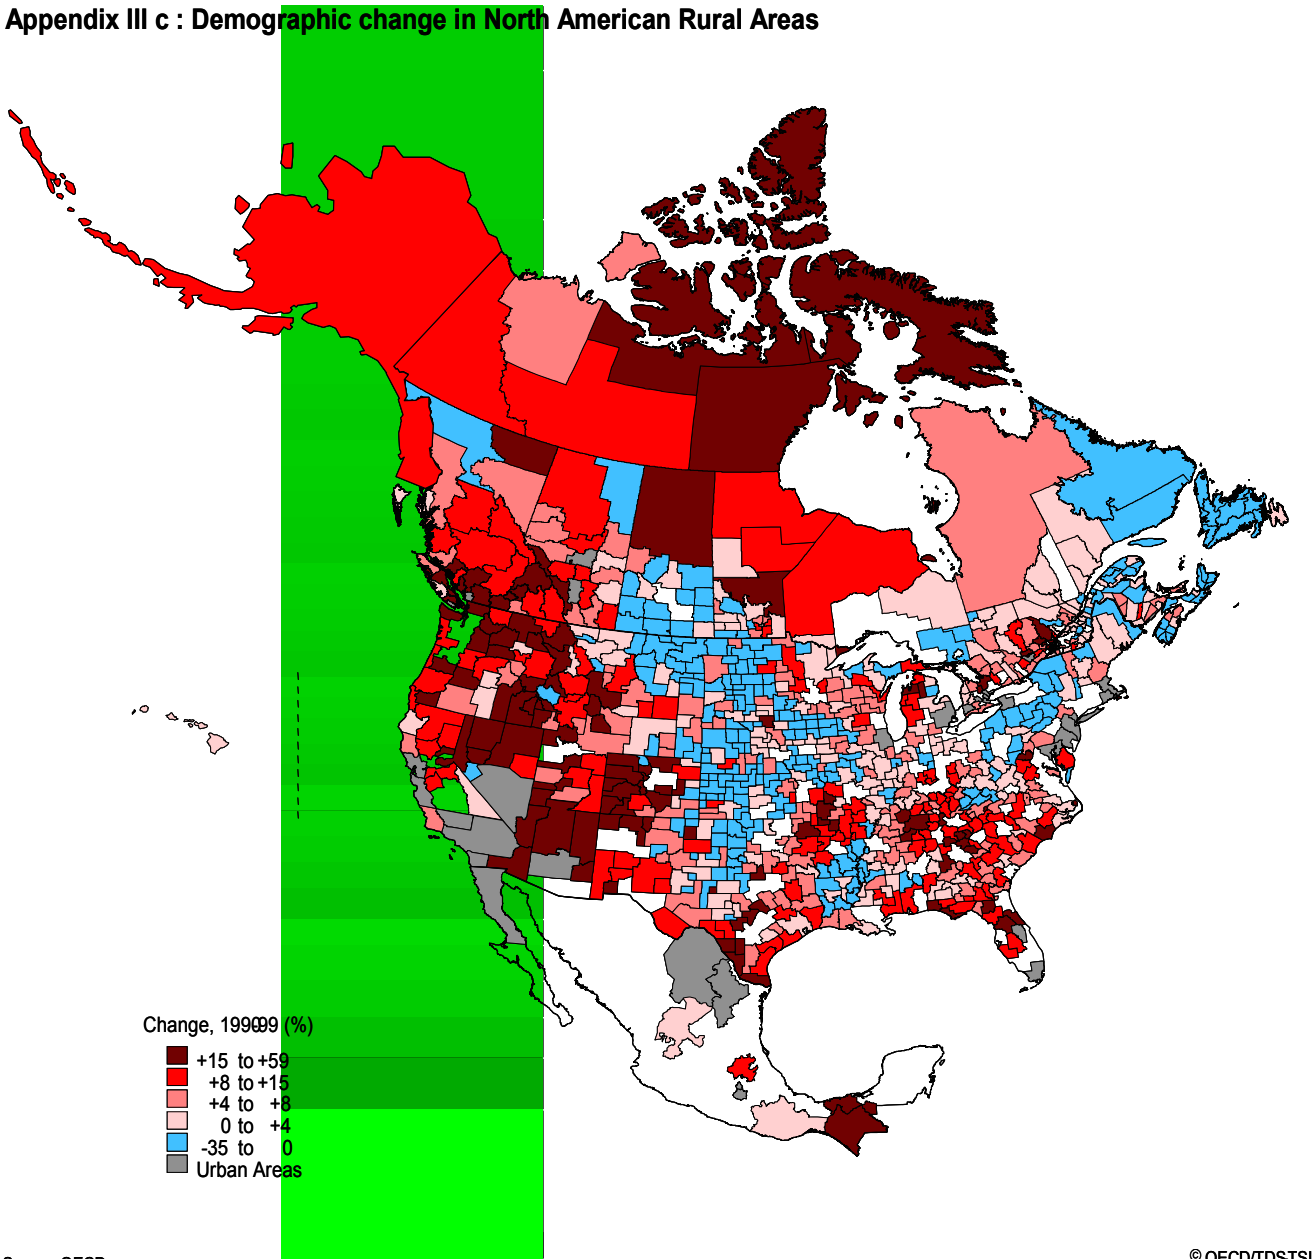 Appendix III c : Demographic change in North American Rural Areas
Change, 1990-99 (%)
+15 to +59
+8 to +15
+4 to +8
0 to +4
-35 to 0
Urban Areas
© OECD/TDS-TSI